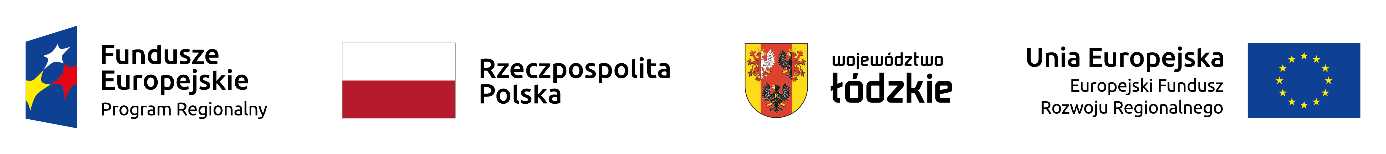 Fundusze
Europejskie
Program Regionalny
Rzeczpospolita
Polska
województwo
łódzkie
Unia Europejska
Europejski Fundusz
Rozwoju Regionalnego